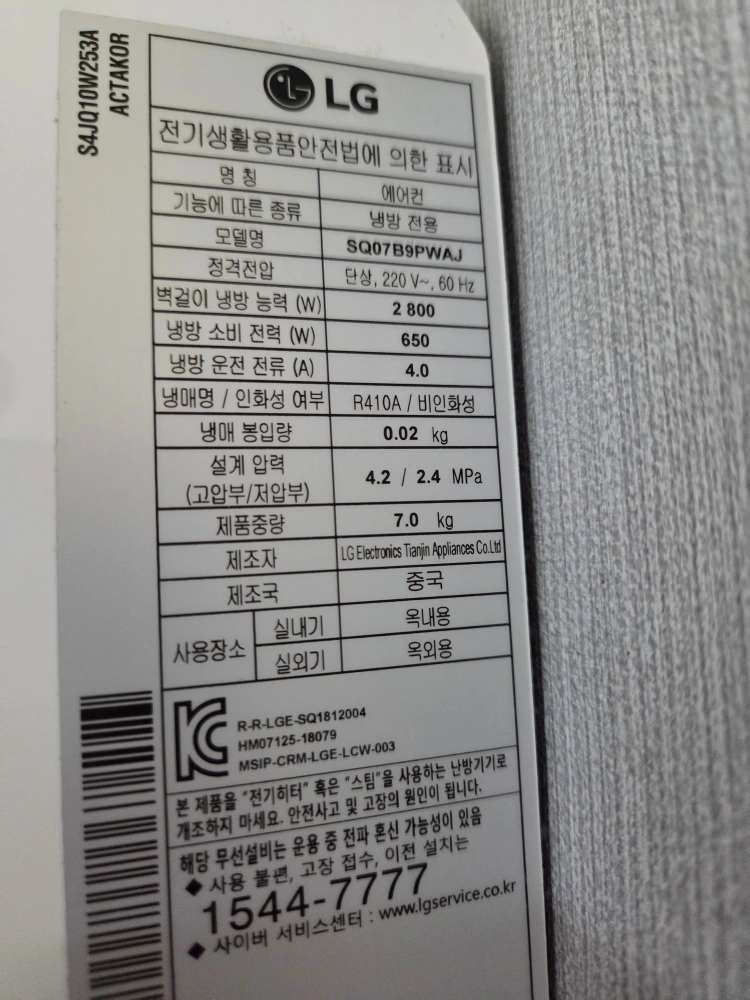 S4JQ10W253A
ACTAKOR
LG
전기생활용품안전법에 의한 표시
명 칭 에어컨
기능에 따른 종류 냉방 전용
모델명 SQ07B9PWAJ
정격전압 단상, 220 V~, 60 Hz
벽걸이 냉방 능력 (W) 2 800
냉방 소비 전력 (W) 650
냉방 운전 전류 (A) 4.0
냉매명 / 인화성 여부 R410A / 비인화성
냉매 봉입량 0.02 kg
설계 압력
(고압부/저압부) 4.2 / 2.4 MPa
제품중량 7.0 kg
제조자 LG Electronics Tianjin Appliances Co.Ltd
제조국 중국
사용장소 실내기 옥내용
실외기 옥외용
R-R-LGE-SQ1812004
HM07125-18079
MSIP-CRM-LGE-LCW-003
본 제품을 "전기히터" 혹은 "스팀"을 사용하는 난방기기로
개조하지 마세요. 안전사고 및 고장의 원인이 됩니다.
해당 무선설비는 운용 중 전파 혼신 가능성이 있음
◆ 사용 불편, 고장 접수, 이전 설치는
1544-7777
◆ 사이버 서비스센터 : www.lgservice.co.kr